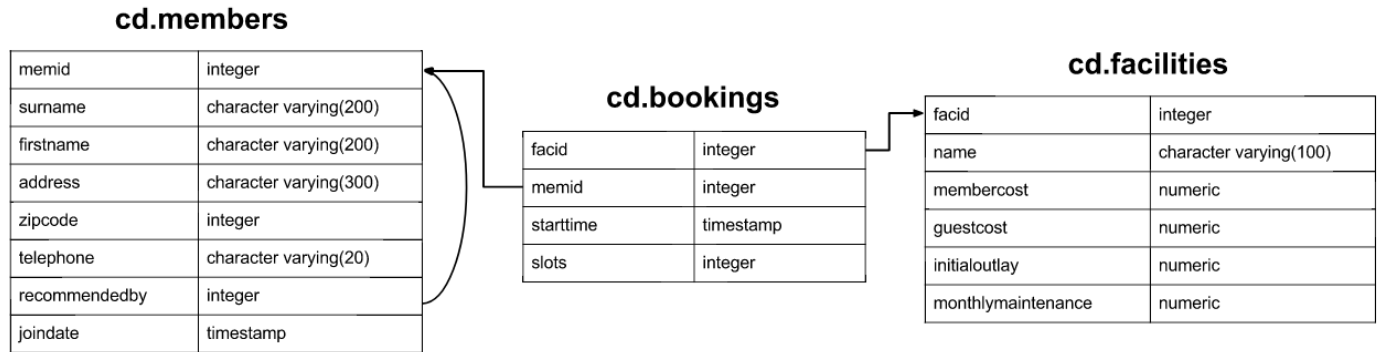 cd.members
memid integer
surname character varying(200)
firstname character varying(200)
address character varying(300)
zipcode integer
telephone character varying(20)
recommendedby integer
joindate timestamp
cd.bookings
facid integer
memid integer
starttime timestamp
slots integer
cd.facilities
facid integer
name character varying(100)
membercost numeric
guestcost numeric
initialoutlay numeric
monthlymaintenance numeric